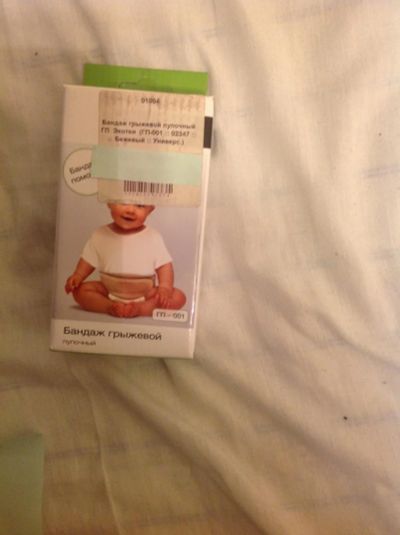 01004
Бандаж грыжевой пупочный
ГП Экотен (ГП-001 :: 02347 ::
Бежевый :: Универс.)
ГП - 001
Бандаж грыжевой
пупочный